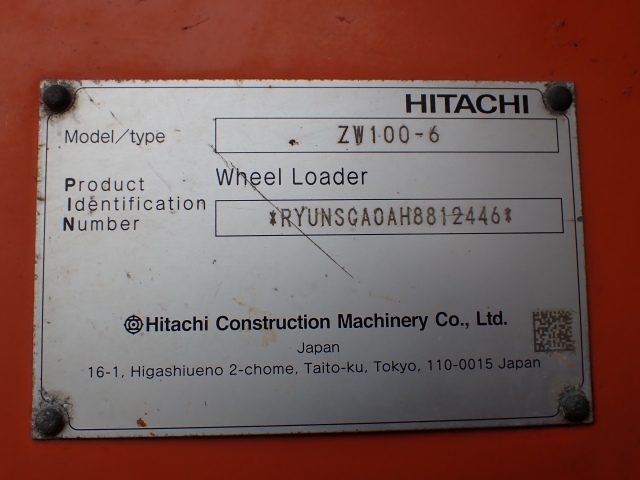 HITACHI
Model/type ZW100-6
Wheel Loader
Product
Identification
Number *RYUNSCA0AH8812446*
Hitachi Construction Machinery Co., Ltd.
Japan
16-1, Higashiueno 2-chome, Taito-ku, Tokyo, 110-0015 Japan